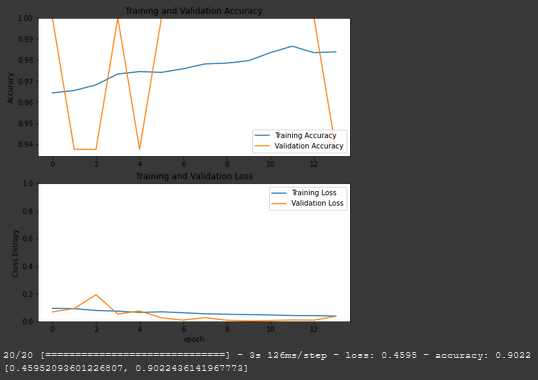 Training and Validation Accuracy
1.00
0.99
0.98
0.97
0.96
0.95
0.94
Accuracy
Training Accuracy
Validation Accuracy
0 2 4 6 8 10 12
Training and Validation Loss
1.0
0.8
0.6
0.4
0.2
0.0
Cross Entropy
Training Loss
Validation Loss
0 2 4 6 8 10 12
epoch
20/20 [==============================] - 3s 126ms/step - loss: 0.4595 - accuracy: 0.9022
[0.45952093601226807, 0.9022436141967773]